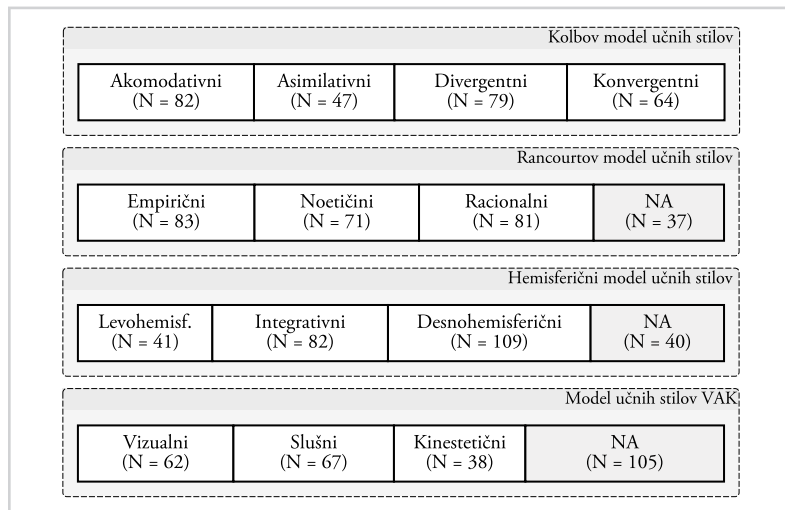 Kolbov model učnih stilov
Akomodativni Asimilativni Divergentni Konvergentni
(N = 82) (N = 47) (N = 79) (N = 64)
Rancourtov model učnih stilov
Empirični Noetičini Racionalni NA
(N = 83) (N = 71) (N = 81) (N = 37)
Hemisferični model učnih stilov
Levohemisf. Integrativni Desnohemisferični NA
(N = 41) (N = 82) (N = 109) (N = 40)
Model učnih stilov VAK
Vizualni Slušni Kinestetični NA
(N = 62) (N = 67) (N = 38) (N = 105)